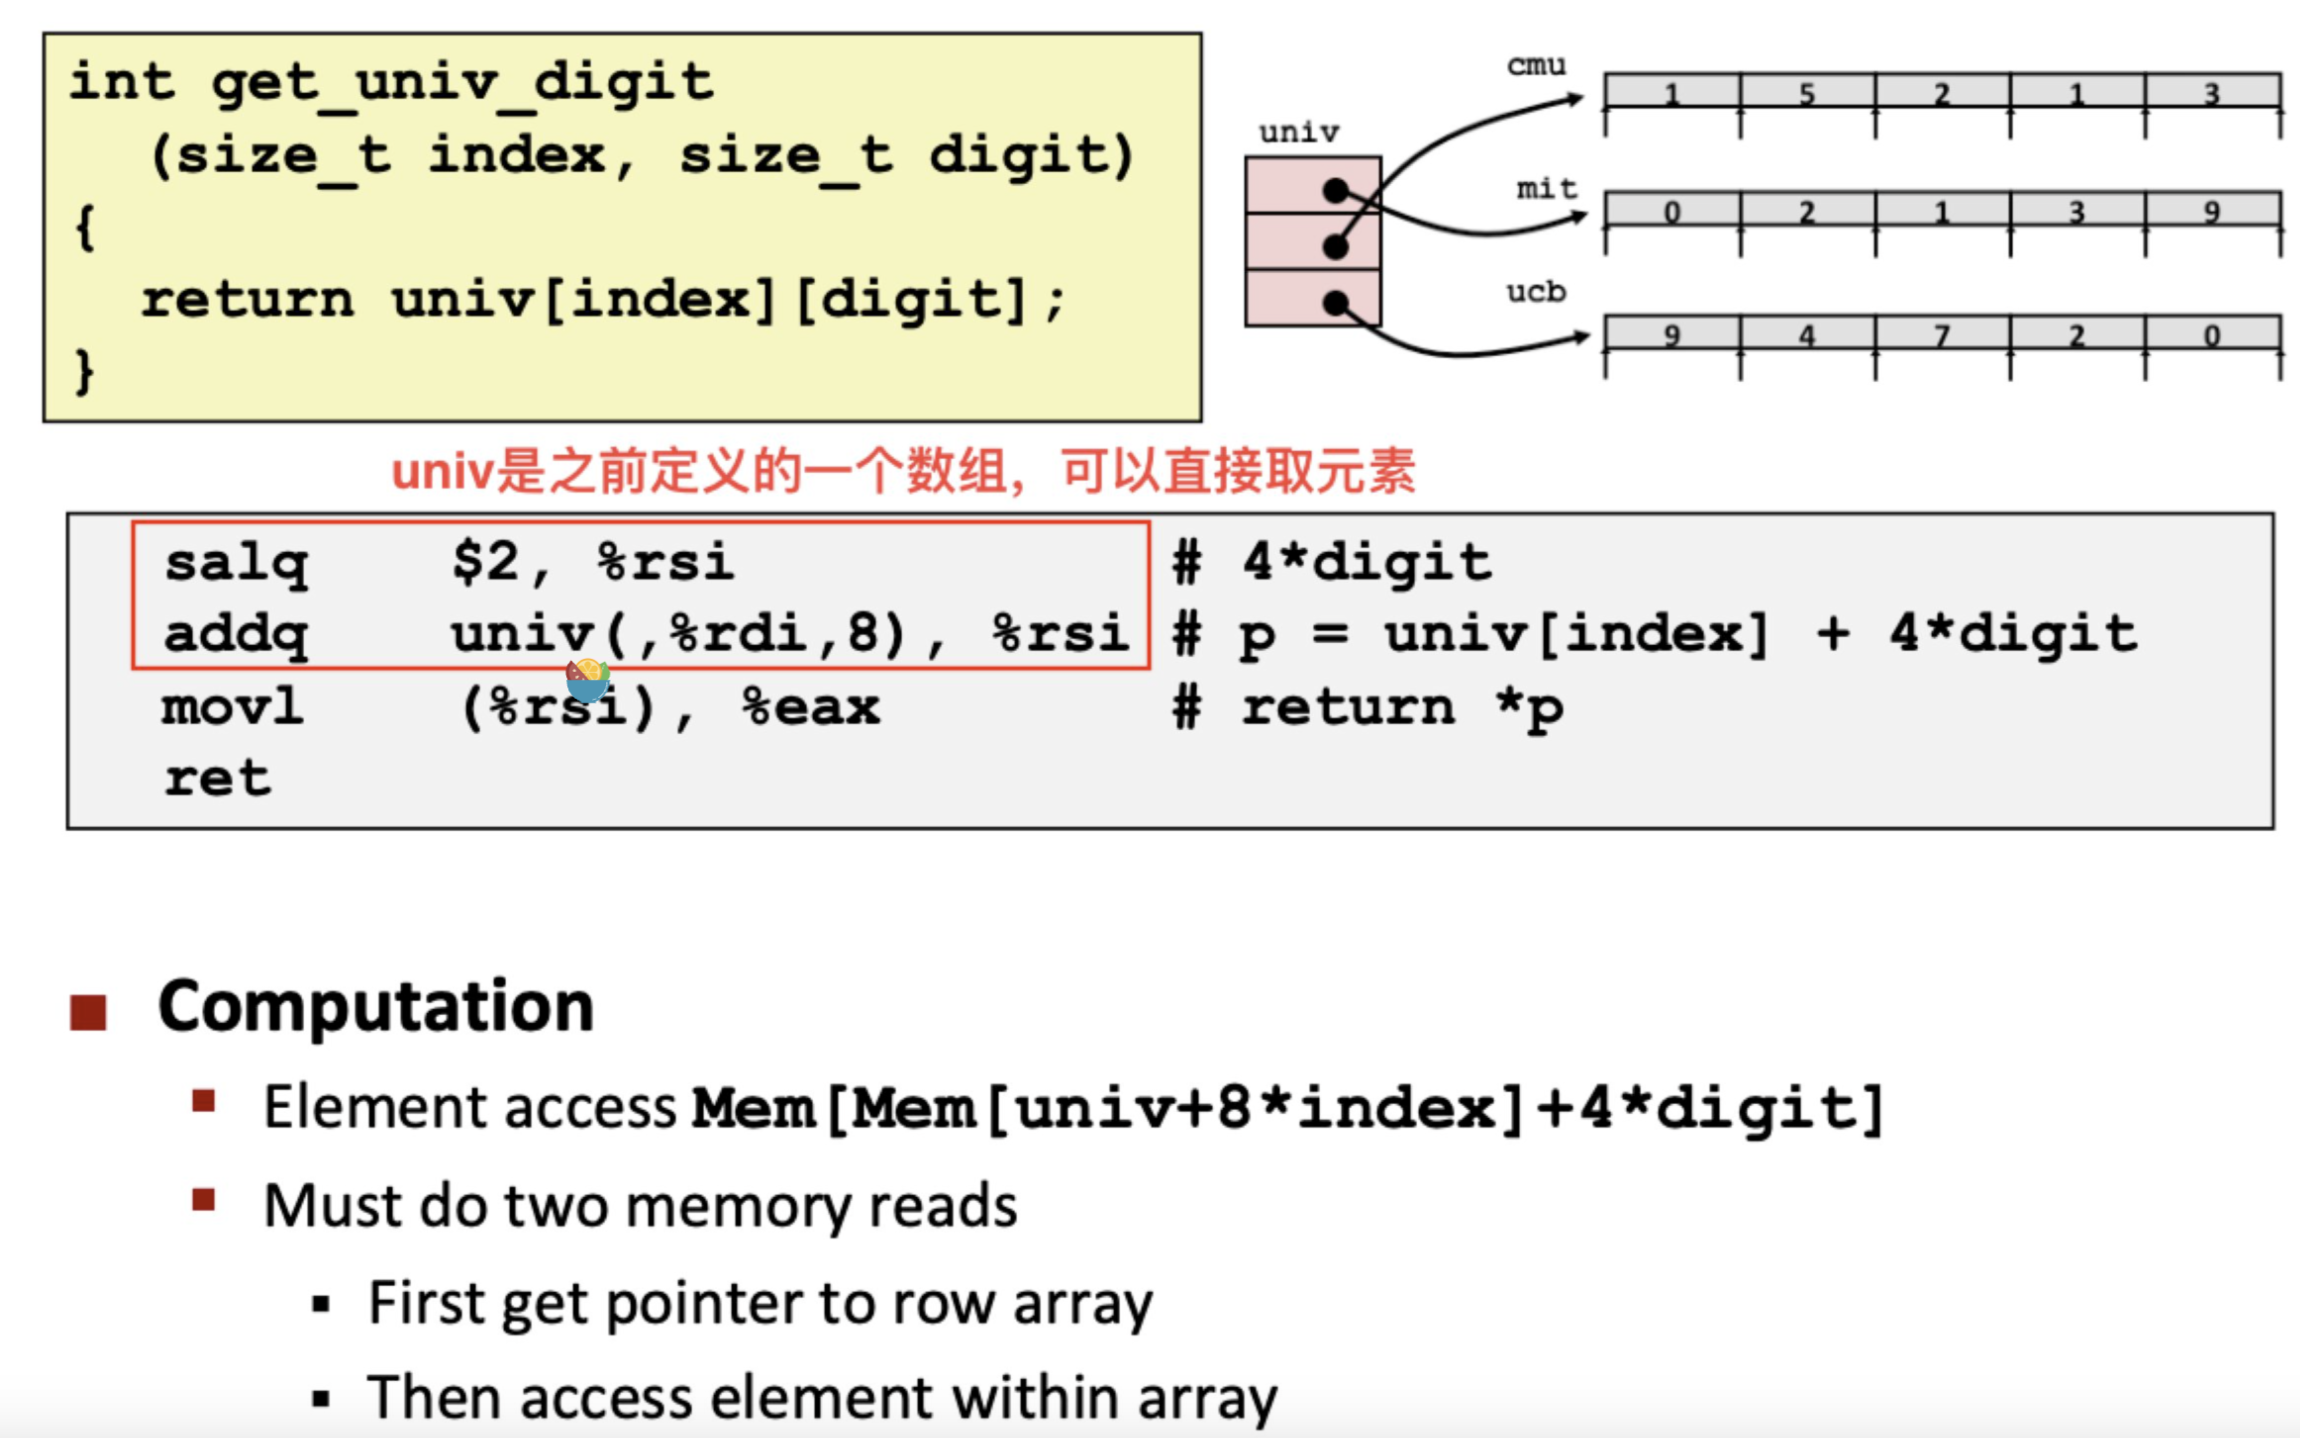 int get_univ_digit
(size_t index, size_t digit)
{
return univ[index][digit];
}
cmu
1 5 2 1 3
univ
mit
0 2 1 3 9
ucb
9 4 7 2 0
univ是之前定义的一个数组，可以直接取元素
salq $2, %rsi # 4*digit
addq univ(,%rdi,8), %rsi # p = univ[index] + 4*digit
movl (%rsi), %eax # return *p
ret
Computation
Element access Mem[Mem[univ+8*index]+4*digit]
Must do two memory reads
First get pointer to row array
Then access element within array